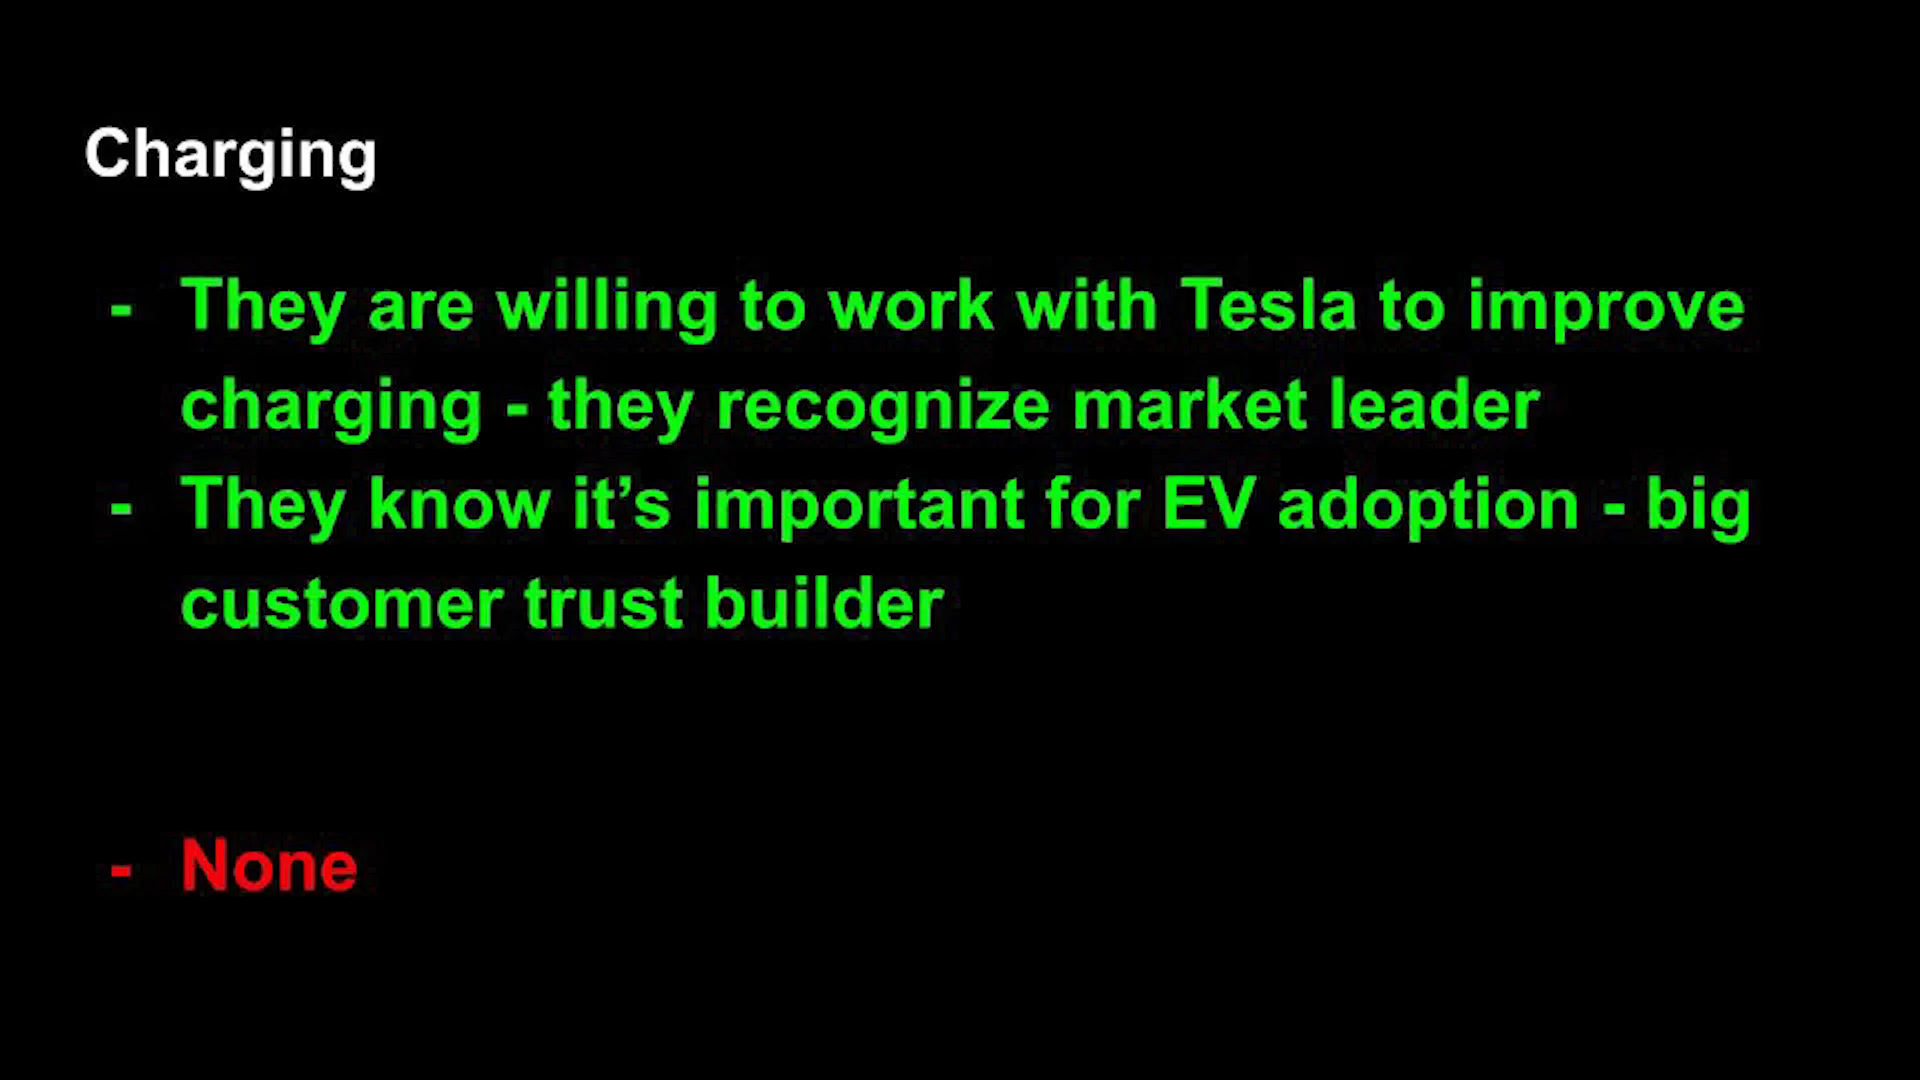 Charging
- They are willing to work with Tesla to improve
charging - they recognize market leader
- They know it’s important for EV adoption - big
customer trust builder
- None